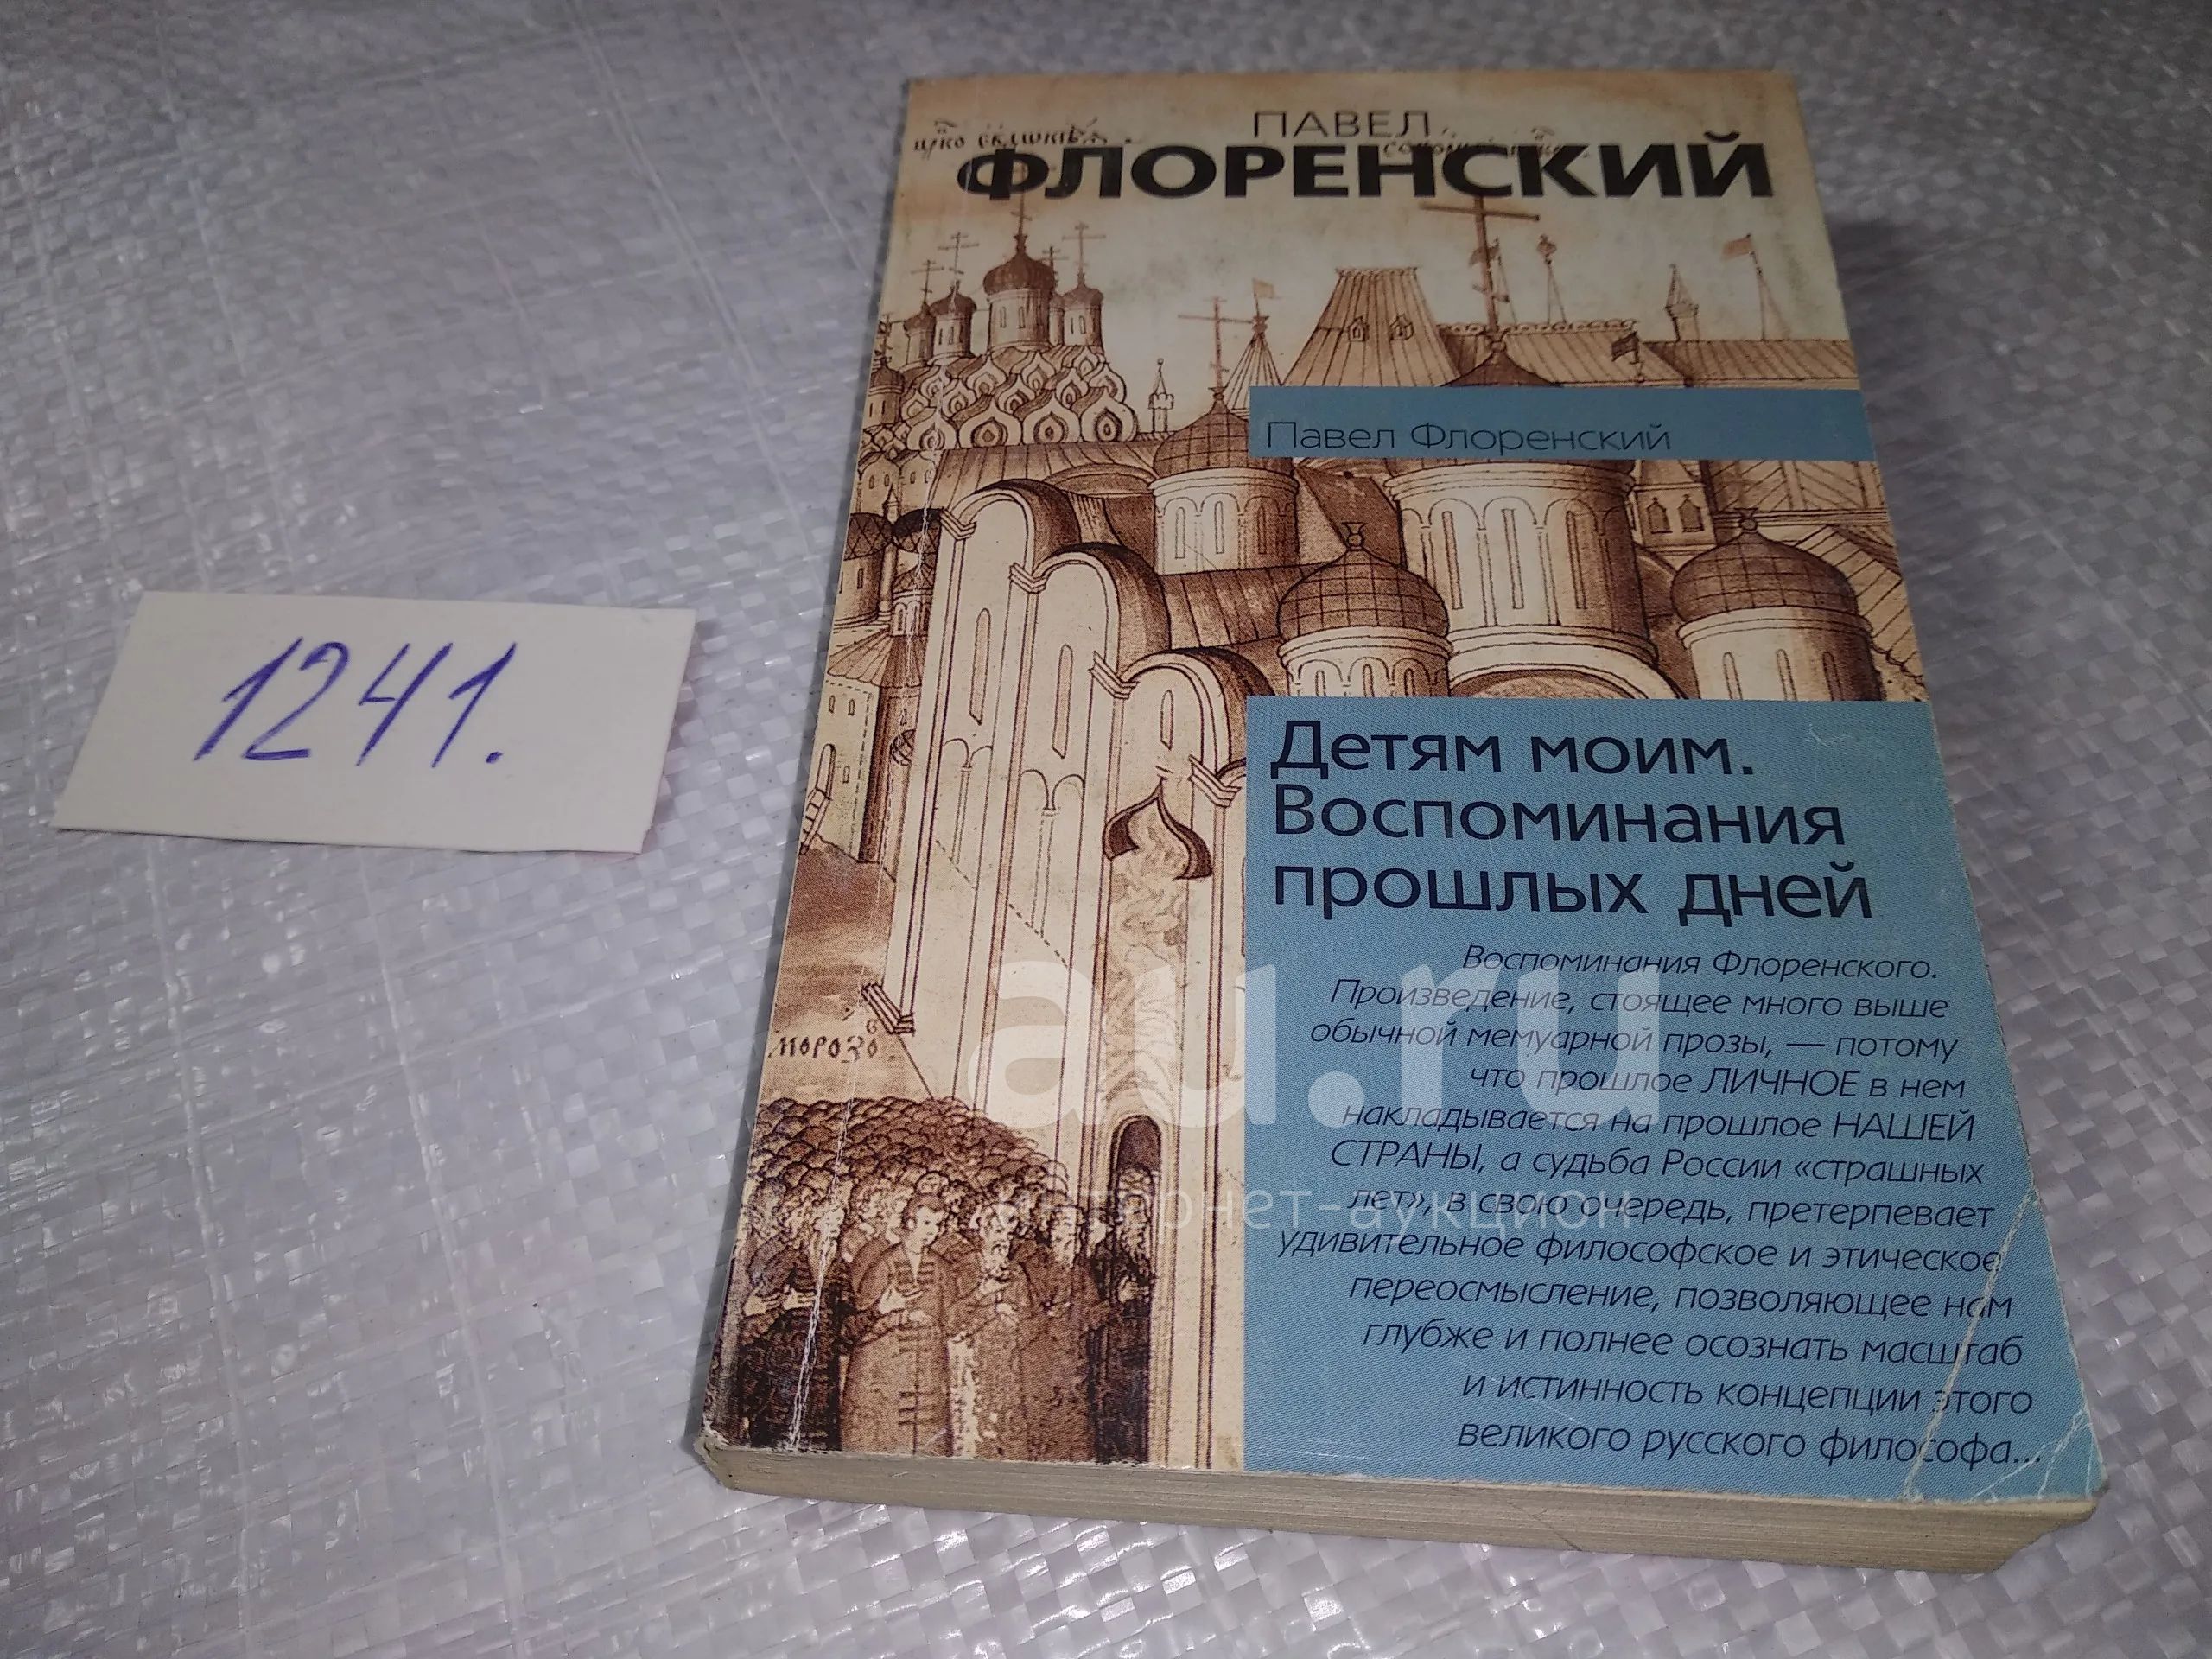 1241.
ПАВЕЛ
ФЛОРЕНСКИЙ
Павел Флоренский
Детям моим.
Воспоминания
прошлых дней
Воспоминания Флоренского.
Произведение, стоящее много выше
обычной мемуарной прозы, — потому
что прошлое ЛИЧНОЕ в нем
накладывается на прошлое НАШЕЙ
СТРАНЫ, а судьба России «страшных
лет», в свою очередь, претерпевает
удивительное философское и этическое
переосмысление, позволяющее нам
глубже и полнее осознать масштаб
и истинность концепции этого
великого русского философа...
МОРОЗО
au.ru
интернет-аукцион